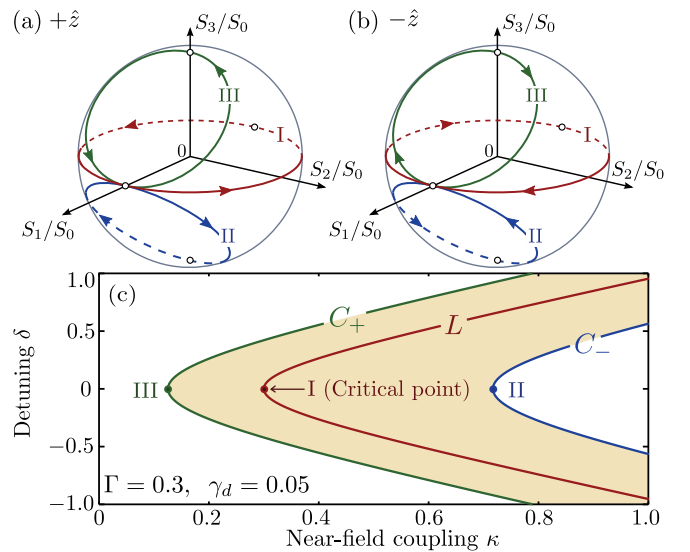 (a) +ẑ
S₃/S₀
III
I
0
S₂/S₀
S₁/S₀
II
(b) −ẑ
S₃/S₀
III
I
0
S₂/S₀
S₁/S₀
II
(c)
Detuning δ
1.0
0.5
0
−0.5
−1.0
C₊
L
C₋
III
I (Critical point)
II
Γ = 0.3, γ_d = 0.05
0 0.2 0.4 0.6 0.8 1.0
Near-field coupling κ